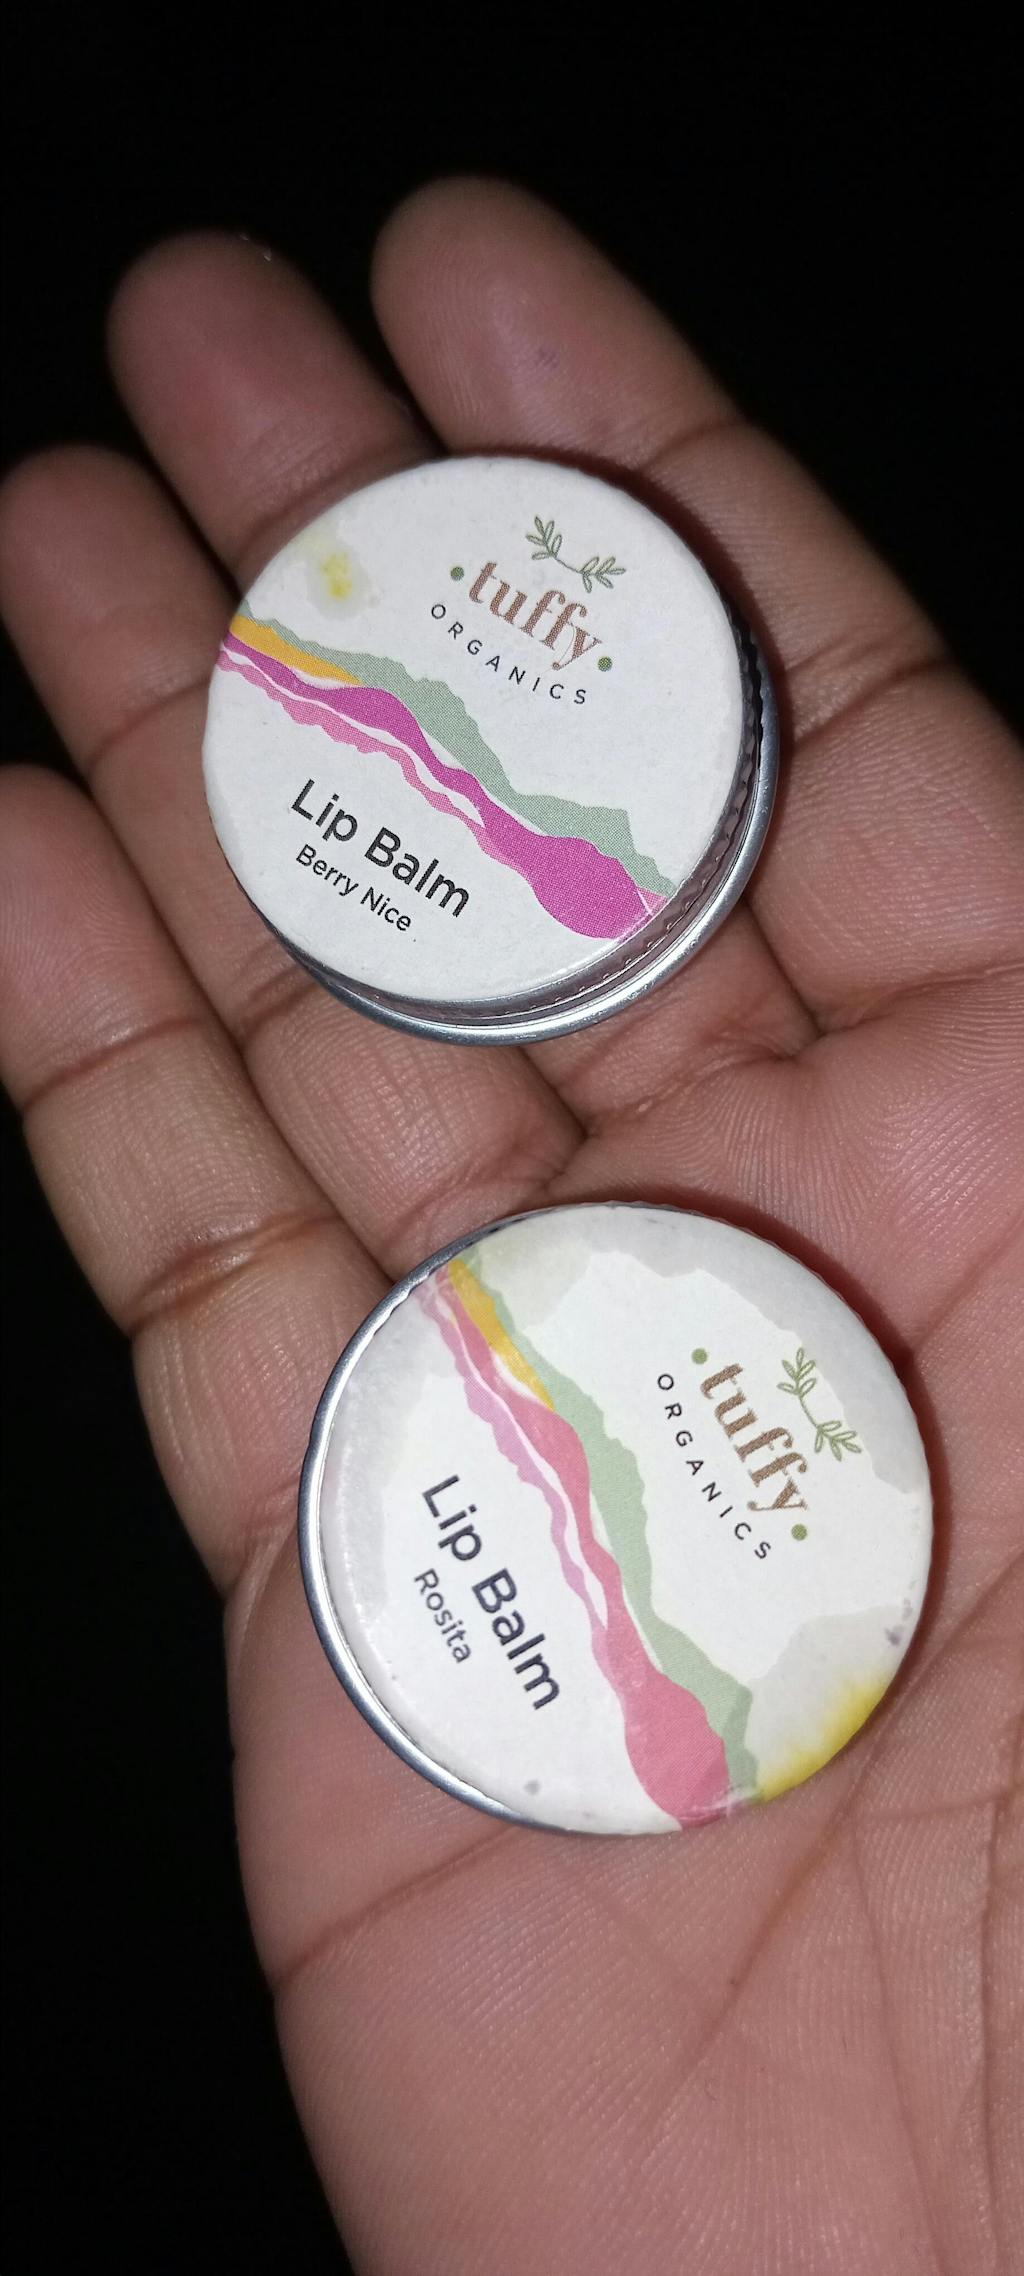 tuffy
ORGANICS
Lip Balm
Berry Nice
tuffy
ORGANICS
Lip Balm
Rosita